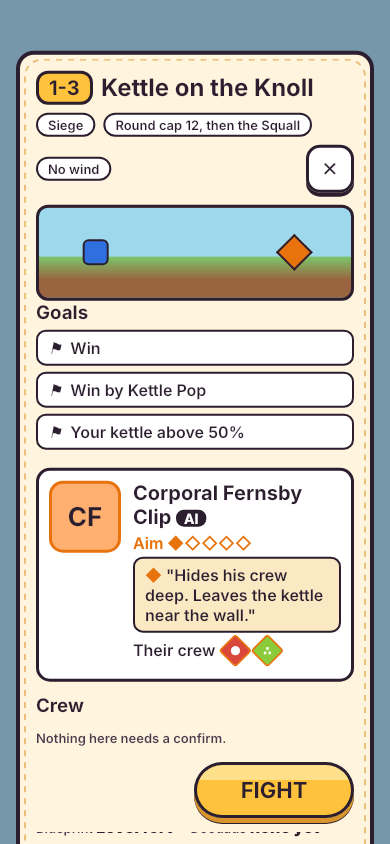 1-3 Kettle on the Knoll
Siege Round cap 12, then the Squall
No wind
Goals
Win
Win by Kettle Pop
Your kettle above 50%
CF
Corporal Fernsby
Clip AI
Aim
"Hides his crew
deep. Leaves the kettle
near the wall."
Their crew
Crew
Nothing here needs a confirm.
FIGHT